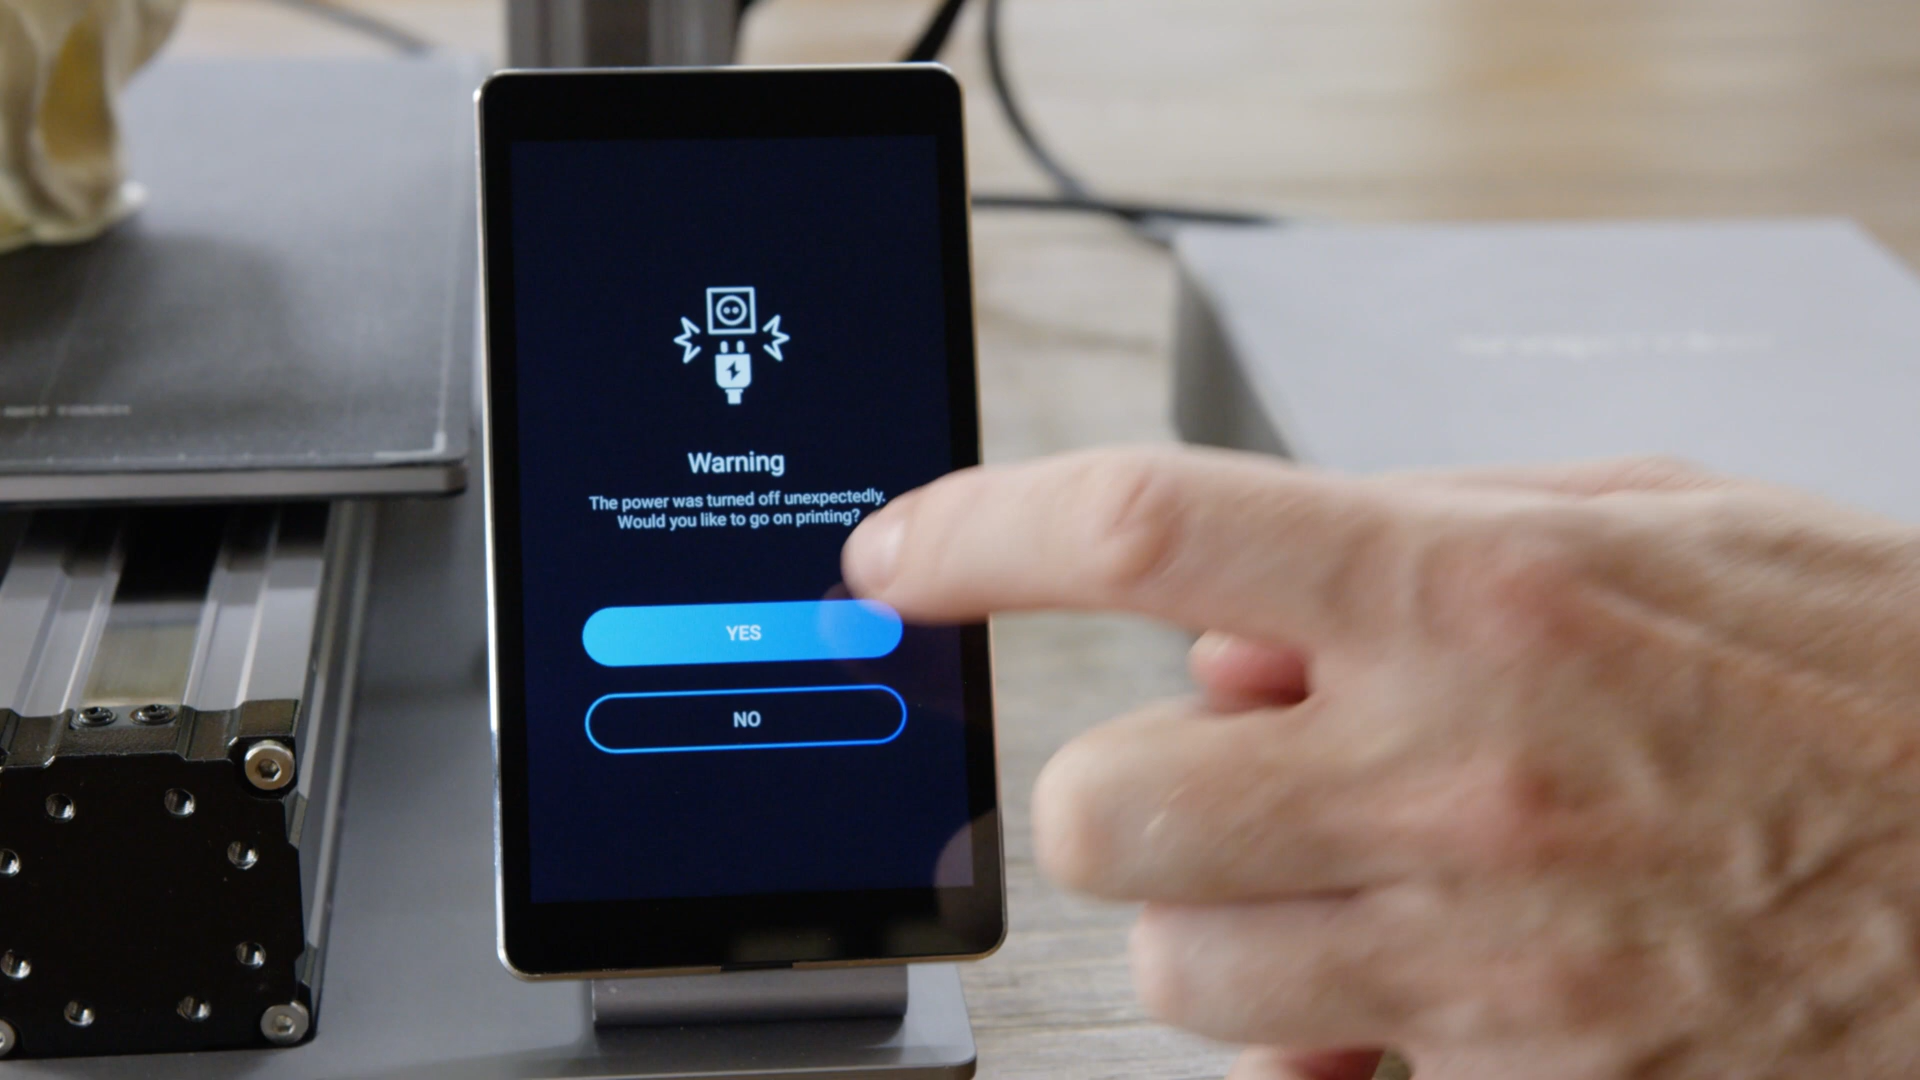 Warning
The power was turned off unexpectedly.
Would you like to go on printing?
YES
NO